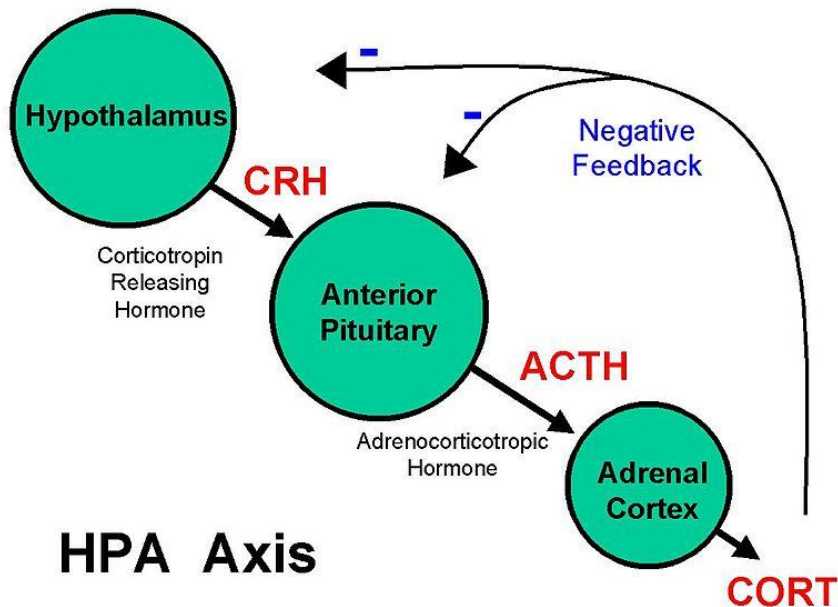 -
-
Hypothalamus
Negative
Feedback
CRH
Corticotropin
Releasing
Hormone
Anterior
Pituitary
ACTH
Adrenocorticotropic
Hormone
Adrenal
Cortex
HPA Axis
CORT